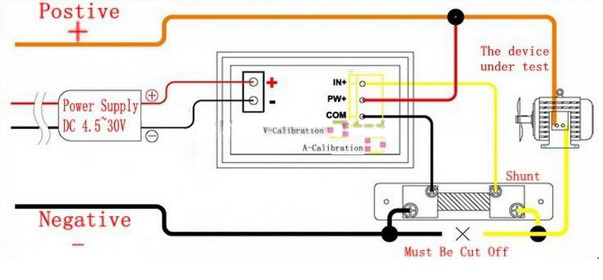 Postive
+
The device
under test
Power Supply
DC 4.5~30V
+
−
+
-
IN+
PW+
COM
V-Calibration
A-Calibration
Shunt
Negative
-
Must Be Cut Off